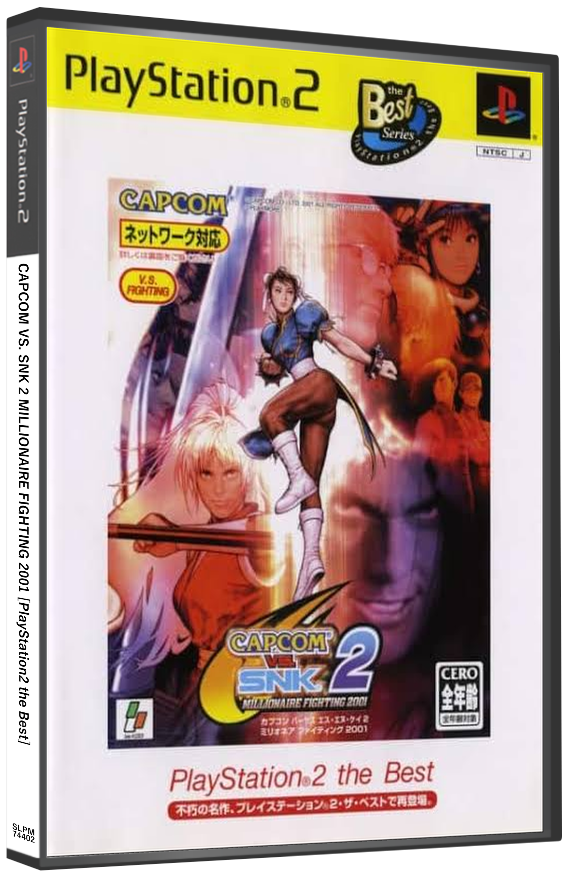 PlayStation®2
the
Best
Series
PlayStation®2 the Best
NTSC J
CAPCOM
ネットワーク対応
V.S.
FIGHTING
CAPCOM
VS.
SNK 2
MILLIONAIRE FIGHTING 2001
カプコン バーサス エス・エヌ・ケイ 2
ミリオネア ファイティング 2001
CERO
全年齢
全年齢対象
PlayStation®2 the Best
不朽の名作、プレイステーション®2・ザ・ベストで再登場。
PlayStation®2
CAPCOM VS. SNK 2 MILLIONAIRE FIGHTING 2001 [PlayStation2 the Best]
SLPM
74402